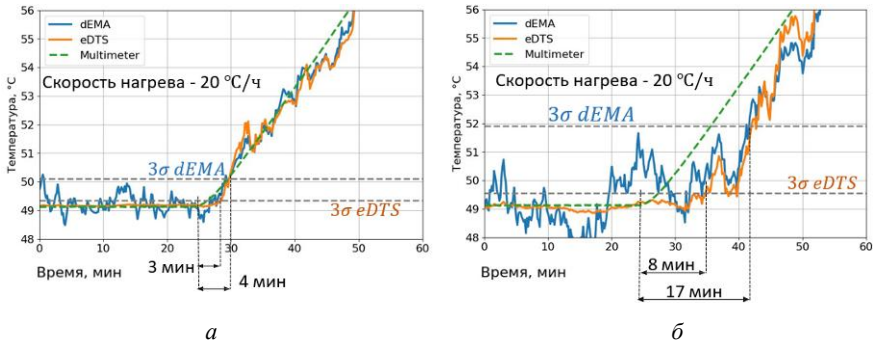 56
55
54
53
52
51
50
49
48
Температура, °C
dEMA
eDTS
Multimeter
Скорость нагрева - 20 °C/ч
3σ dEMA
3σ eDTS
0 10 20 30 40 50 60
Время, мин
3 мин
4 мин
а
56
55
54
53
52
51
50
49
48
Температура, °C
dEMA
eDTS
Multimeter
Скорость нагрева - 20 °C/ч
3σ dEMA
3σ eDTS
0 10 20 30 40 50 60
Время, мин
8 мин
17 мин
б